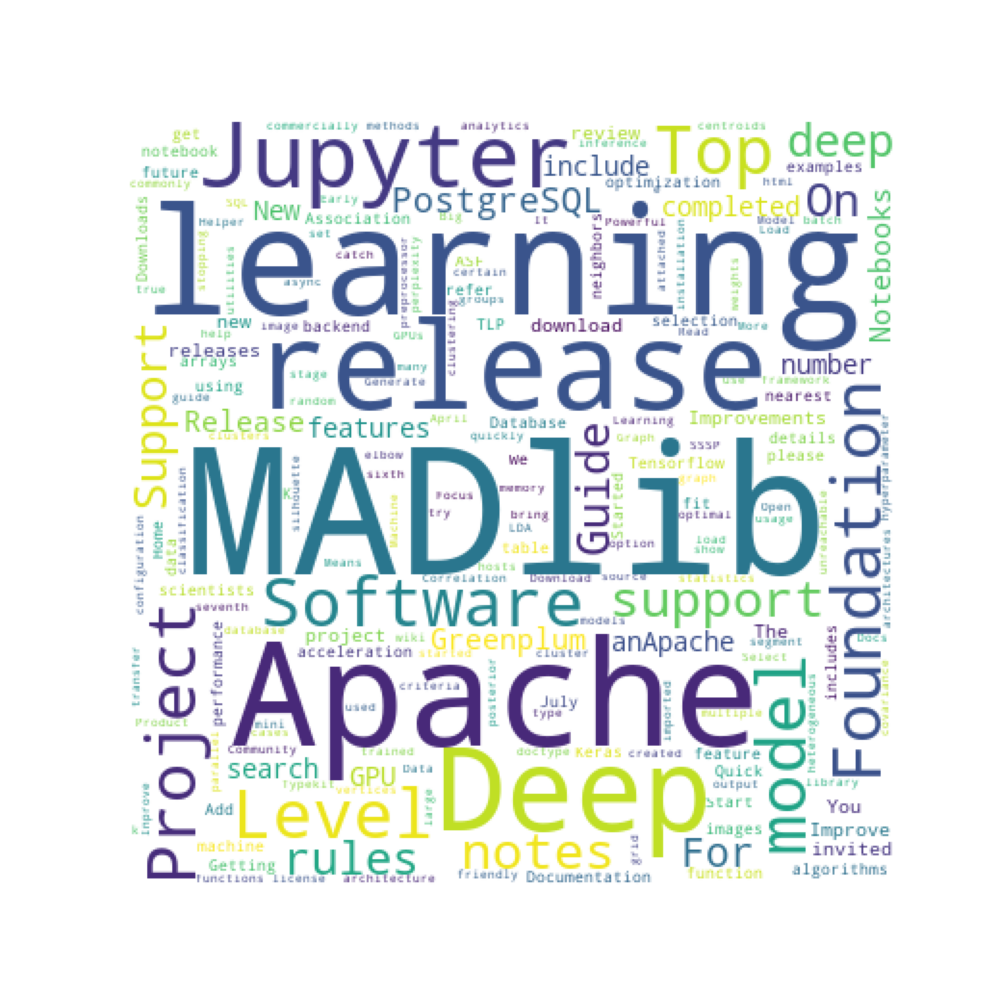 commercially methods analytics centroids
get Jupyter review Top deep
notebook inference
future include examples
commonly PostgreSQL optimization html On
SQL Early New Association Big It Powerful completed
Helper set Model Load batch
Downloads learning Notebooks
true stopping utilities async catch preprocessor perplexity ASF certain refer groups neighbors attached installation weights
new image backend GPUs TLP download selection More
releases help clustering release Read number
arrays stage many use framework
using guide random Generate nearest
Support Release features April Database Learning Improvements
clusters quickly Graph SSSP details
elbow we Guide Tensorflow please
K silhouette sixth MADlib memory graph hyperparameter
classification Machine Focus try bring Started fit optimal Open usage
configuration Home data LDA option load show unreachable Foundation
Means table
scientists Correlation hosts Download source statistics architectures
seventh Software models support
database project wiki Greenplum anApache The Docs
Project performance acceleration started cluster segment includes
transfer Apache Select covariance
criteria posterior July imported model heterogeneous
Product mini used type multiple
cases
Community trained doctype Keras created feature
parallel search GPU Data Deep Quick library
Typekit vertices output
Add Level large Start You
k Improve images Improve
machine rules notes grid For invited
Getting friendly function algorithms
functions license architecture Documentation